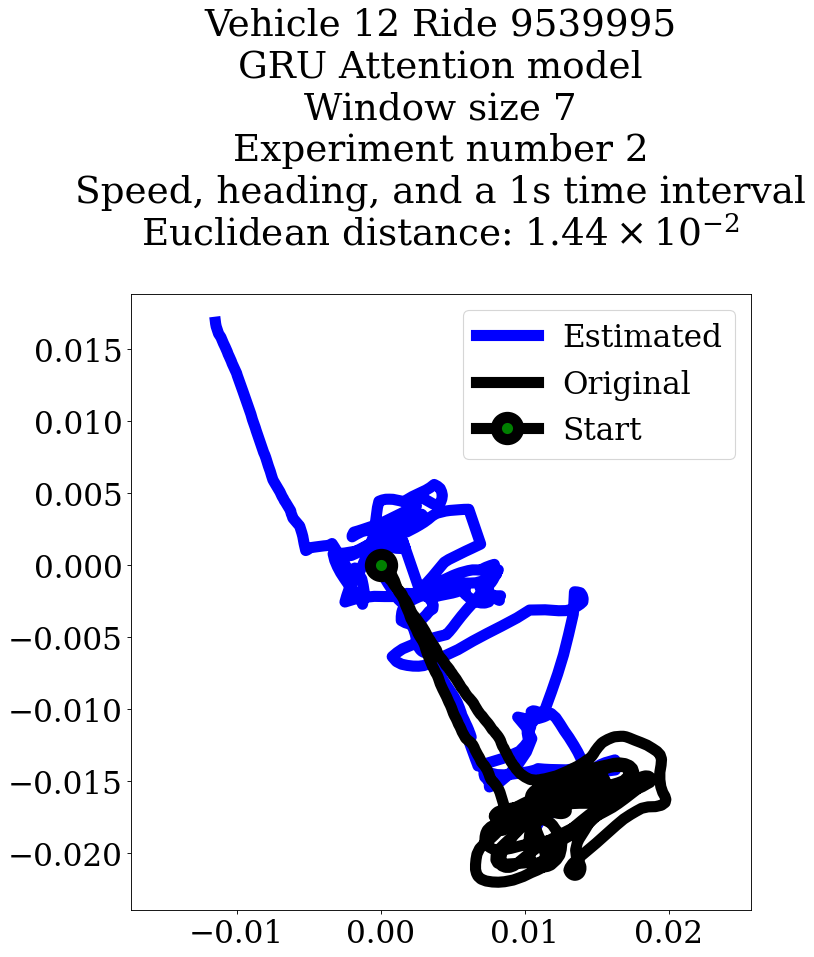 Vehicle 12 Ride 9539995
GRU Attention model
Window size 7
Experiment number 2
Speed, heading, and a 1s time interval
Euclidean distance: 1.44 × 10⁻²
Estimated
Original
Start
0.015
0.010
0.005
0.000
−0.005
−0.010
−0.015
−0.020
−0.01 0.00 0.01 0.02